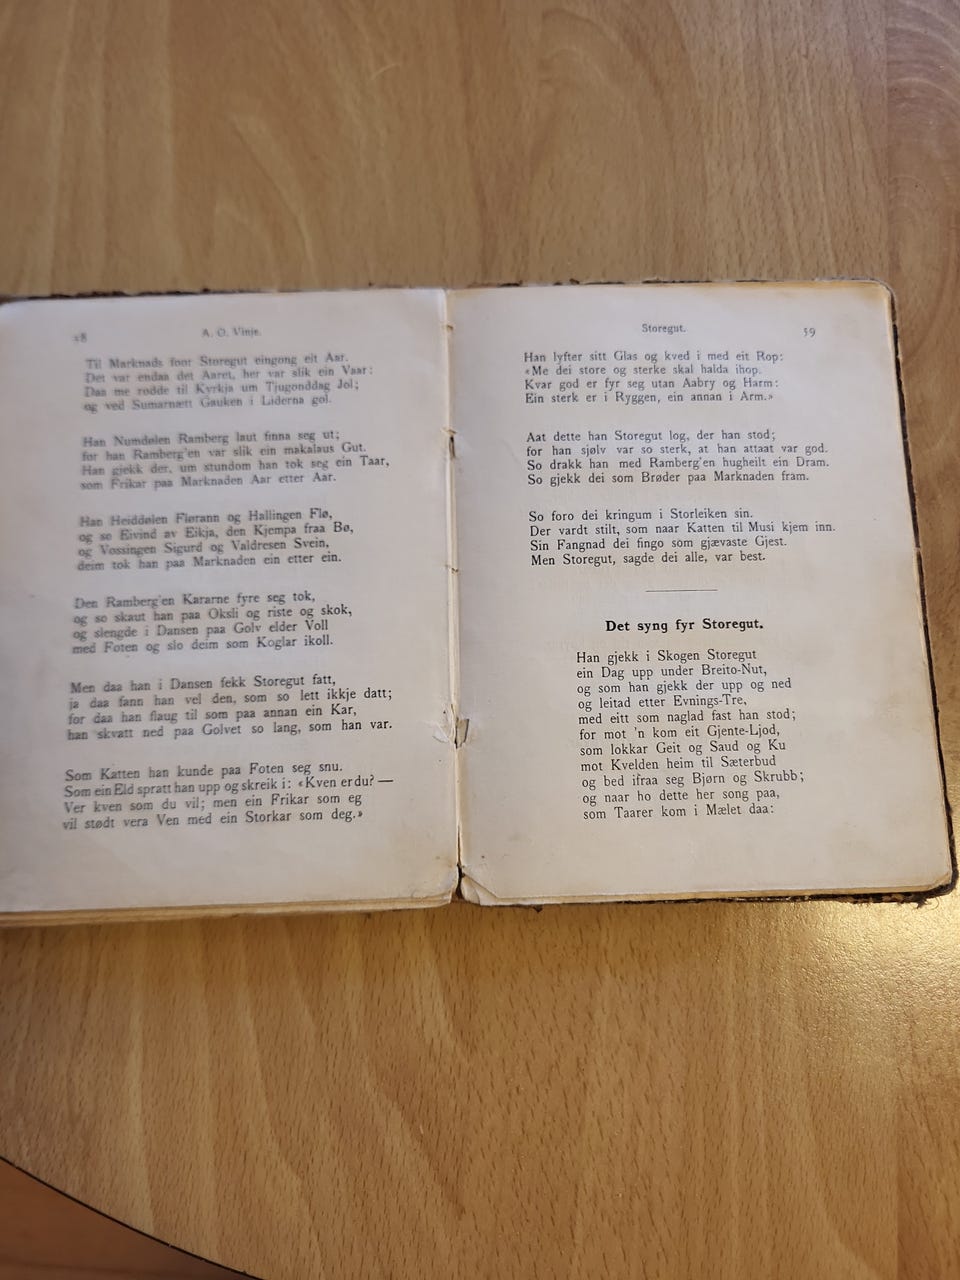 58
A. O. Vinje.
Til Marknads foor Storegut eingong eit Aar.
Det var endaa det Aaret, her var slik ein Vaar:
Daa me rodde til Kyrkja um Tjugonddag Jol;
og ved Sumarnætt Gauken i Liderna gol.
Han Numdølen Ramberg laut finna seg ut;
for han Ramberg'en var slik ein makalaus Gut.
Han gjekk der, um stundom han tok seg ein Taar,
som Frikar paa Marknaden Aar etter Aar.
Han Heiddølen Flørann og Hallingen Flø,
og so Eivind av Eikja, den Kjempa fraa Bø,
og Vossingen Sigurd og Valdresen Svein,
deim tok han paa Marknaden ein etter ein.
Den Ramberg'en Kararne fyre seg tok,
og so skaut han paa Oksli og riste og skok,
og slengde i Dansen paa Golv elder Voll
med Foten og slo deim som Koglar ikoll.
Men daa han i Dansen fekk Storegut fatt,
ja daa fann han vel den, som so lett ikkje datt;
for daa han flaug til som paa annan ein Kar,
han skvatt ned paa Golvet so lang, som han var.
Som Katten han kunde paa Foten seg snu.
Som ein Eld spratt han upp og skreik i: «Kven er du? —
Ver kven som du vil; men ein Frikar som eg
vil stødt vera Ven med ein Storkar som deg.»
Storegut.
59
Han lyfter sitt Glas og kved i med eit Rop:
«Me dei store og sterke skal halda ihop.
Kvar god er fyr seg utan Aabry og Harm:
Ein sterk er i Ryggen, ein annan i Arm.»
Aat dette han Storegut log, der han stod;
for han sjølv var so sterk, at han attaat var god.
So drakk han med Ramberg'en hugheilt ein Dram.
So gjekk dei som Brøder paa Marknaden fram.
So foro dei kringum i Storleiken sin.
Der vardt stilt, som naar Katten til Musi kjem inn.
Sin Fangnad dei fingo som gjævaste Gjest.
Men Storegut, sagde dei alle, var best.
Det syng fyr Storegut.
Han gjekk i Skogen Storegut
ein Dag upp under Breito-Nut,
og som han gjekk der upp og ned
og leitad etter Evnings-Tre,
med eitt som naglad fast han stod;
for mot 'n kom eit Gjente-Ljod,
som lokkar Geit og Saud og Ku
mot Kvelden heim til Sæterbud
og bed ifraa seg Bjørn og Skrubb;
og naar ho dette her song paa,
som Taarer kom i Mælet daa: